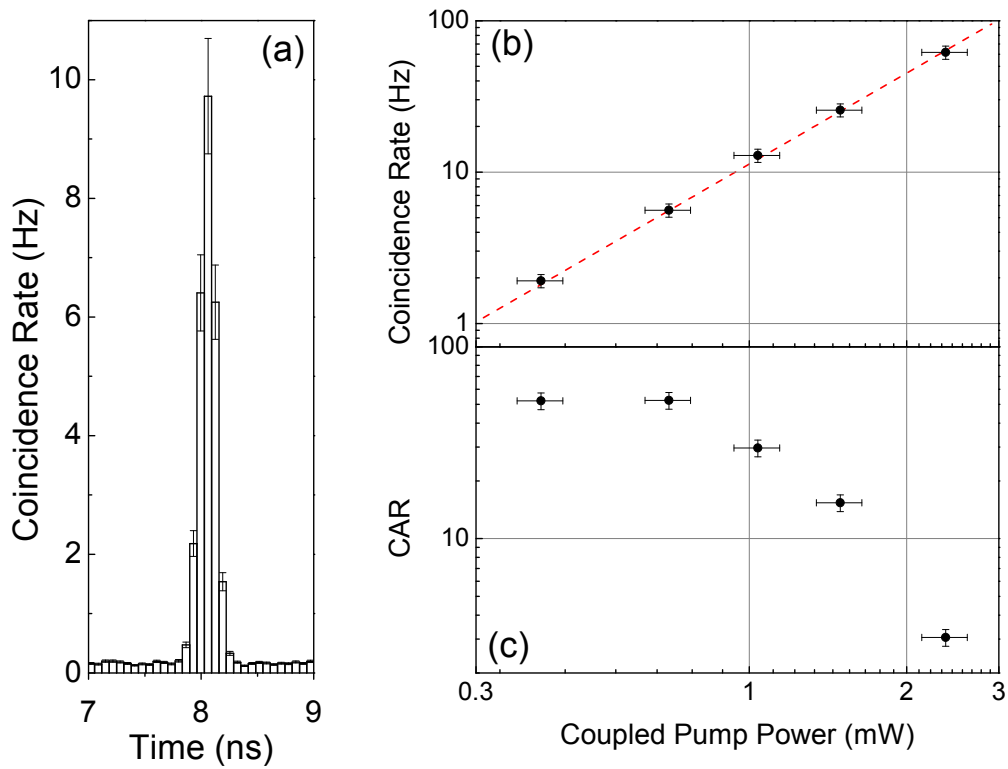 (a)
10
8
6
4
2
0
Coincidence Rate (Hz)
7 8 9
Time (ns)
(b)
100
10
1
Coincidence Rate (Hz)
100
10
CAR
(c)
0.3 1 2 3
Coupled Pump Power (mW)